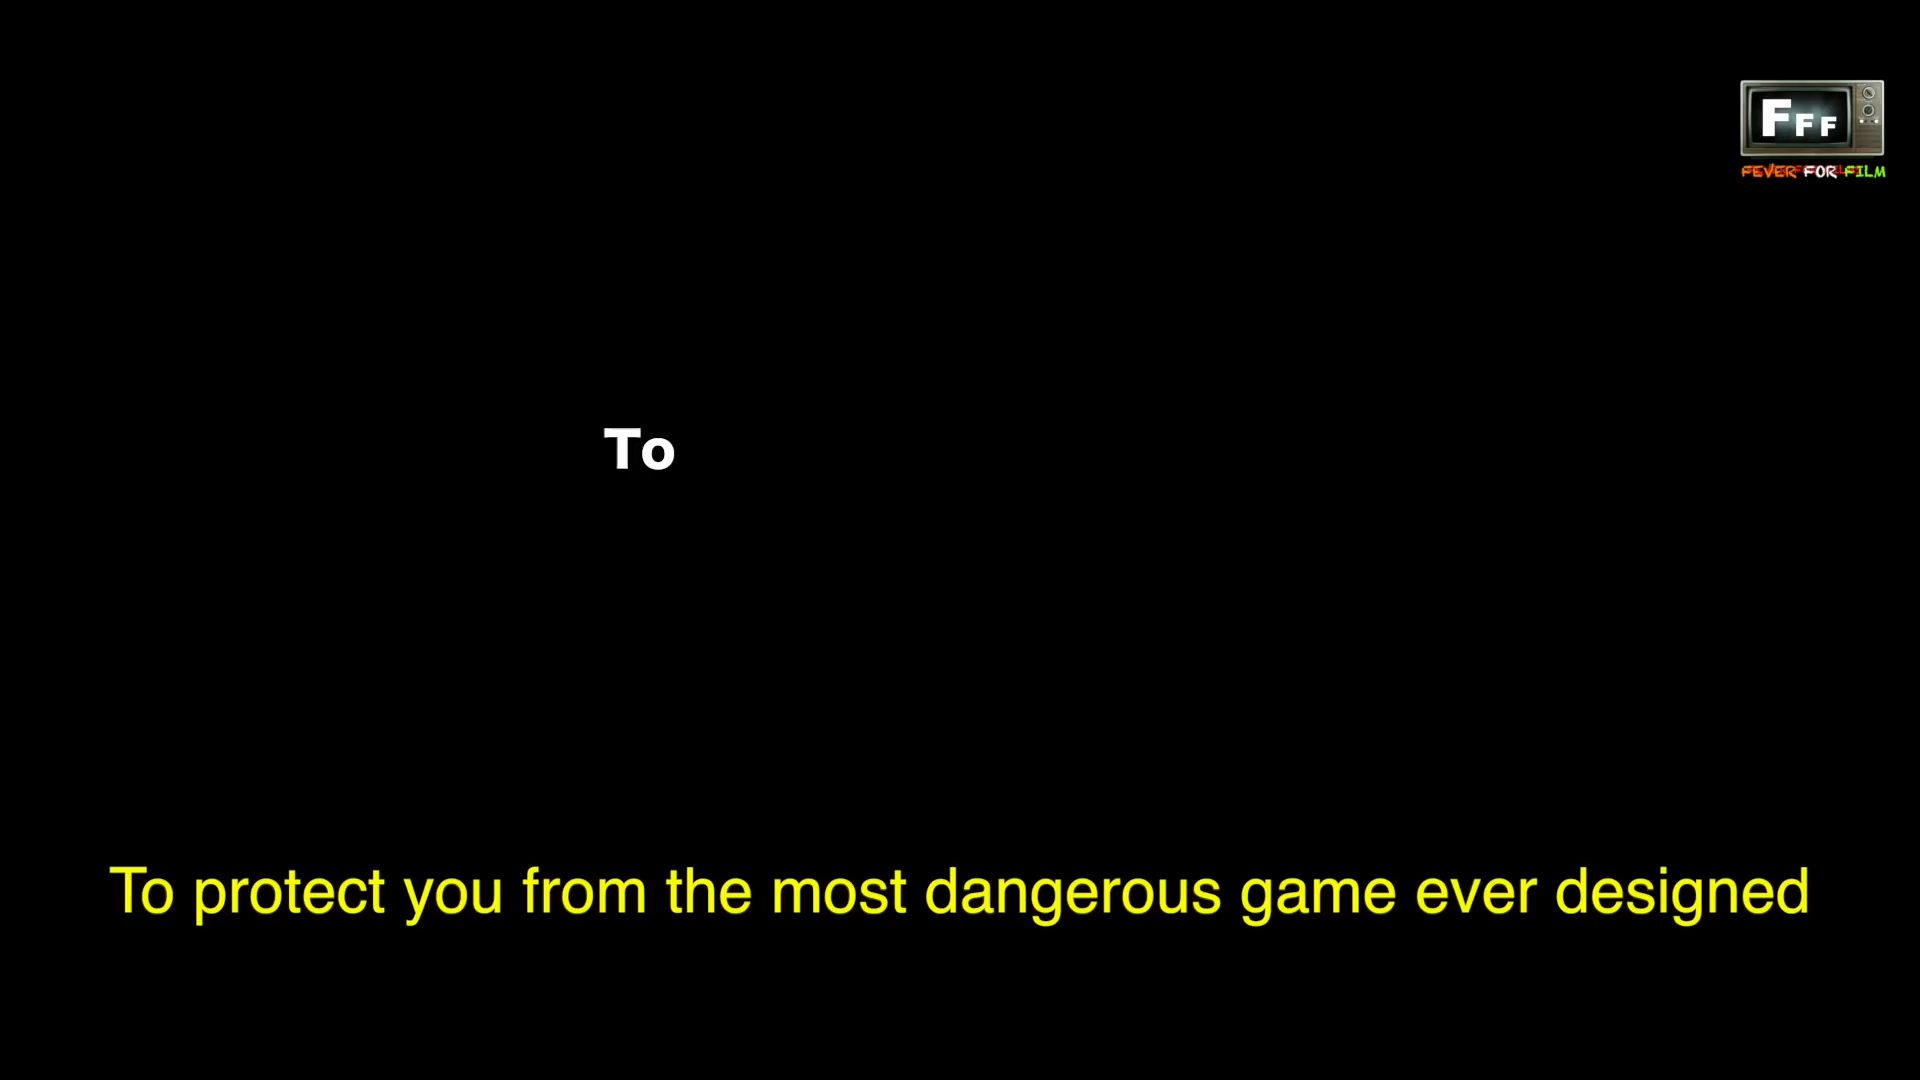 FFF
FEVER FOR FILM
To
To protect you from the most dangerous game ever designed